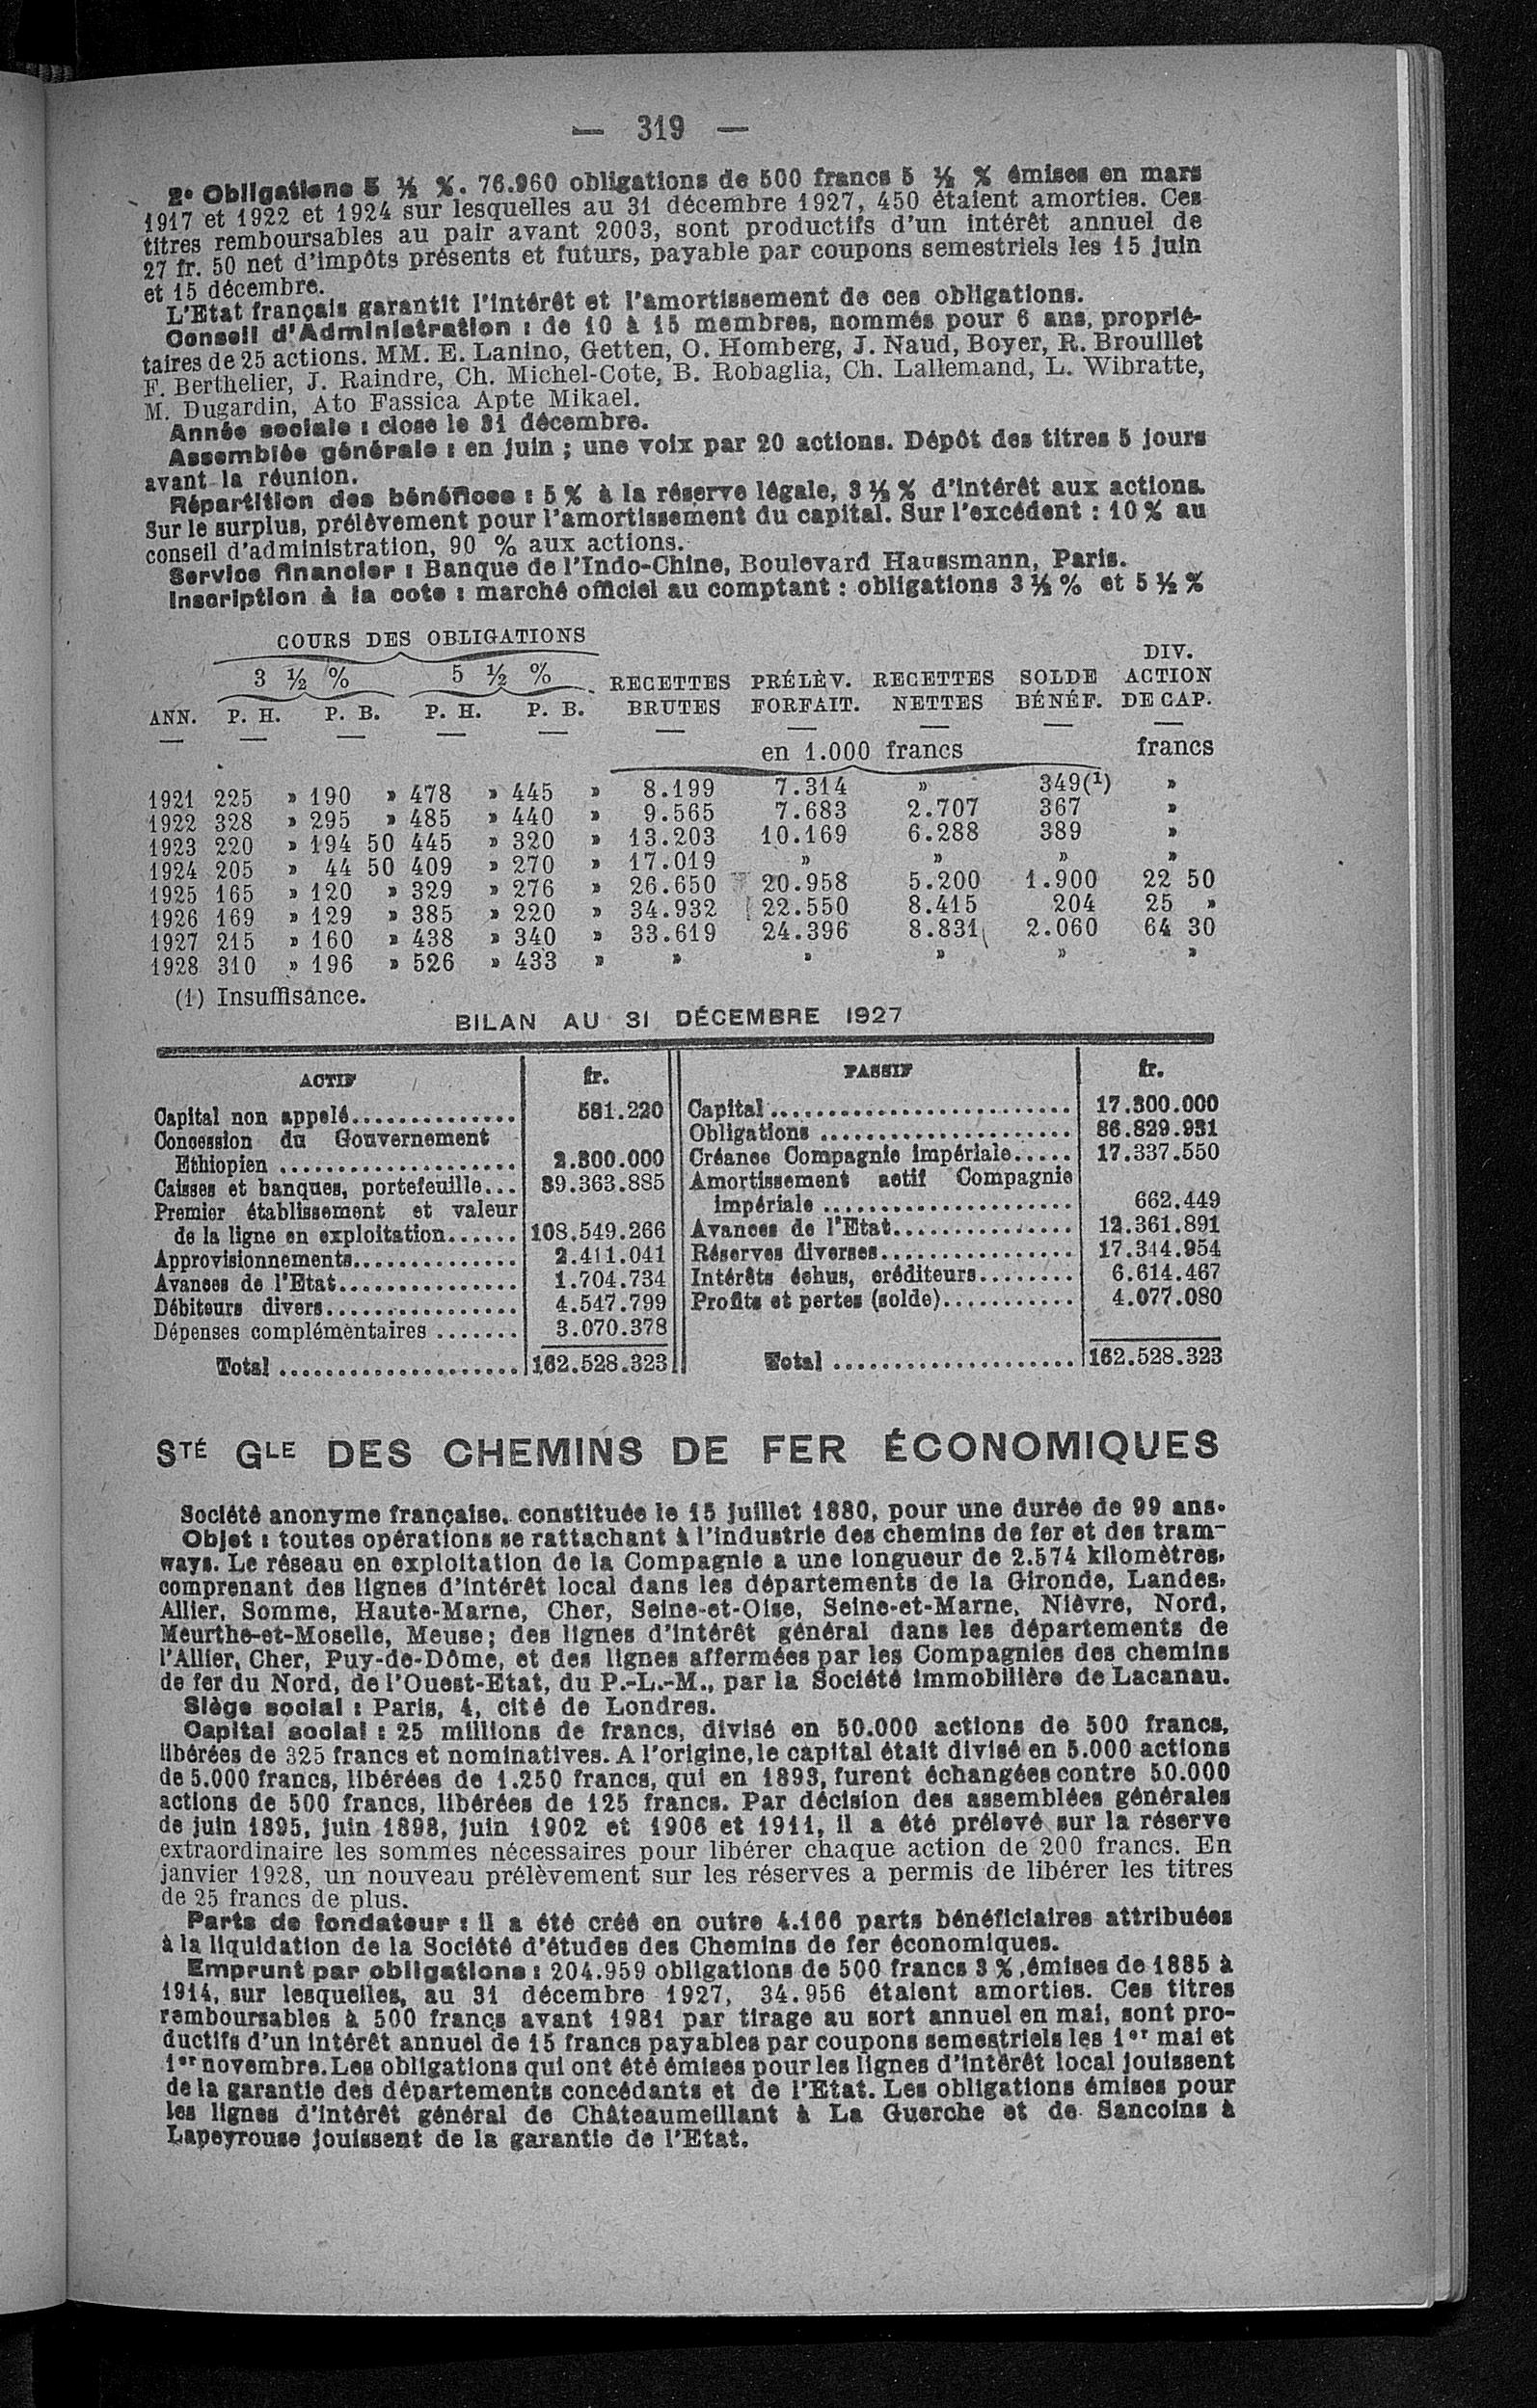 — 319 —
2° Obligations 5 ½ %. 76.960 obligations de 500 francs 5 ½ % émises en mars
1917 et 1922 et 1924 sur lesquelles au 31 décembre 1927, 450 étaient amorties. Ces
titres remboursables au pair avant 2003, sont productifs d'un intérêt annuel de
27 fr. 50 net d'impôts présents et futurs, payable par coupons semestriels les 15 juin
et 15 décembre.
L'Etat français garantit l'intérêt et l'amortissement de ces obligations.
Conseil d'Administration : de 10 à 15 membres, nommés pour 6 ans, proprié-
taires de 25 actions. MM. E. Lanino, Getten, O. Homberg, J. Naud, Boyer, R. Brouillet
F. Berthelier, J. Raindre, Ch. Michel-Cote, B. Robaglia, Ch. Lallemand, L. Wibratte,
M. Dugardin, Ato Fassica Apte Mikael.
Année sociale : close le 31 décembre.
Assemblée générale : en juin ; une voix par 20 actions. Dépôt des titres 5 jours
avant la réunion.
Répartition des bénéfices : 5 % à la réserve légale, 3 ½ % d'intérêt aux actions.
Sur le surplus, prélèvement pour l'amortissement du capital. Sur l'excédent : 10 % au
conseil d'administration, 90 % aux actions.
Service financier : Banque de l'Indo-Chine, Boulevard Haussmann, Paris.
Inscription à la cote : marché officiel au comptant : obligations 3 ½ % et 5 ½ %
COURS DES OBLIGATIONS
DIV.
3 ½ % 5 ½ % RECETTES PRÉLÈV. RECETTES SOLDE ACTION
ANN. P. H. P. B. P. H. P. B. BRUTES FORFAIT. NETTES BÉNÉF. DE CAP.
— — — — — — — — — —
en 1.000 francs francs
1921 225 » 190 » 478 » 445 » 8.199 7.314 » 349(1) »
1922 328 » 295 » 485 » 440 » 9.565 7.683 2.707 367 »
1923 220 » 194 50 445 » 320 » 13.203 10.169 6.288 389 »
1924 205 » 44 50 409 » 270 » 17.019 » » » »
1925 165 » 120 » 329 » 276 » 26.650 20.958 5.200 1.900 22 50
1926 169 » 129 » 385 » 220 » 34.932 22.550 8.415 204 25 »
1927 215 » 160 » 438 » 340 » 33.619 24.396 8.831 2.060 64 30
1928 310 » 196 » 526 » 433 » » » » » »
(1) Insuffisance.
BILAN AU 31 DÉCEMBRE 1927
ACTIF fr. PASSIF fr.
Capital non appelé.............. 581.220 Capital .......................... 17.300.000
Concession du Gouvernement Obligations ...................... 86.829.931
Ethiopien .................... 2.300.000 Créance Compagnie impériale..... 17.337.550
Caisses et banques, portefeuille... 39.363.885 Amortissement actif Compagnie
Premier établissement et valeur impériale ...................... 662.449
de la ligne en exploitation...... 108.549.266 Avances de l'Etat................ 12.361.891
Approvisionnements.............. 2.411.041 Réserves diverses................. 17.344.954
Avances de l'Etat................ 1.704.734 Intérêts échus, créditeurs........ 6.614.467
Débiteurs divers................. 4.547.799 Profits et pertes (solde)........... 4.077.080
Dépenses complémentaires ....... 3.070.378
Total ..................... 162.528.323 Total ..................... 162.528.323
STÉ GLE DES CHEMINS DE FER ÉCONOMIQUES
Société anonyme française, constituée le 15 juillet 1880, pour une durée de 99 ans.
Objet : toutes opérations se rattachant à l'industrie des chemins de fer et des tram-
ways. Le réseau en exploitation de la Compagnie a une longueur de 2.574 kilomètres,
comprenant des lignes d'intérêt local dans les départements de la Gironde, Landes,
Allier, Somme, Haute-Marne, Cher, Seine-et-Oise, Seine-et-Marne, Nièvre, Nord,
Meurthe-et-Moselle, Meuse; des lignes d'intérêt général dans les départements de
l'Allier, Cher, Puy-de-Dôme, et des lignes affermées par les Compagnies des chemins
de fer du Nord, de l'Ouest-Etat, du P.-L.-M., par la Société immobilière de Lacanau.
Siège social : Paris, 4, cité de Londres.
Capital social : 25 millions de francs, divisé en 50.000 actions de 500 francs,
libérées de 325 francs et nominatives. A l'origine, le capital était divisé en 5.000 actions
de 5.000 francs, libérées de 1.250 francs, qui en 1893, furent échangées contre 50.000
actions de 500 francs, libérées de 125 francs. Par décision des assemblées générales
de juin 1895, juin 1898, juin 1902 et 1906 et 1911, il a été prélevé sur la réserve
extraordinaire les sommes nécessaires pour libérer chaque action de 200 francs. En
janvier 1928, un nouveau prélèvement sur les réserves a permis de libérer les titres
de 25 francs de plus.
Parts de fondateur : il a été créé en outre 4.166 parts bénéficiaires attribuées
à la liquidation de la Société d'études des Chemins de fer économiques.
Emprunt par obligations : 204.959 obligations de 500 francs 3 %, émises de 1885 à
1914, sur lesquelles, au 31 décembre 1927, 34.956 étaient amorties. Ces titres
remboursables à 500 francs avant 1981 par tirage au sort annuel en mai, sont pro-
ductifs d'un intérêt annuel de 15 francs payables par coupons semestriels les 1er mai et
1er novembre. Les obligations qui ont été émises pour les lignes d'intérêt local jouissent
de la garantie des départements concédants et de l'Etat. Les obligations émises pour
les lignes d'intérêt général de Châteaumeillant à La Guerche et de Sancoins à
Lapeyrouse jouissent de la garantie de l'Etat.